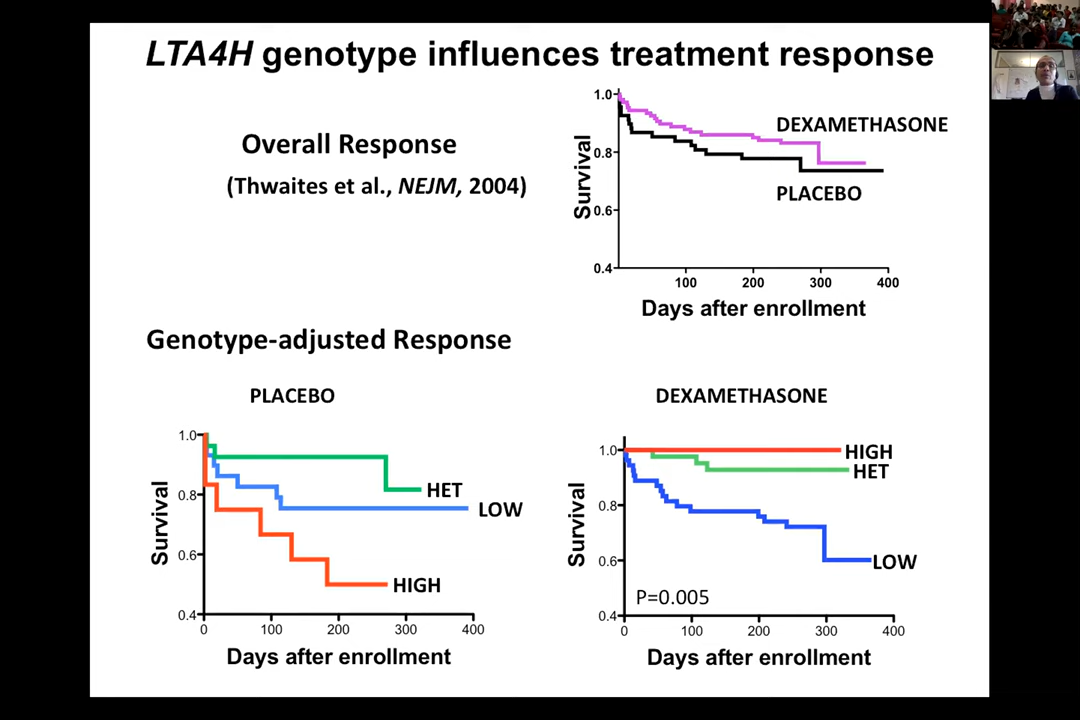 LTA4H genotype influences treatment response
Overall Response
(Thwaites et al., NEJM, 2004)
1.0
0.8
0.6
0.4
Survival
DEXAMETHASONE
PLACEBO
100 200 300 400
Days after enrollment
Genotype-adjusted Response
PLACEBO
1.0
0.8
0.6
0.4
Survival
HET
LOW
HIGH
0 100 200 300 400
Days after enrollment
DEXAMETHASONE
1.0
0.8
0.6
0.4
Survival
HIGH
HET
LOW
P=0.005
0 100 200 300 400
Days after enrollment